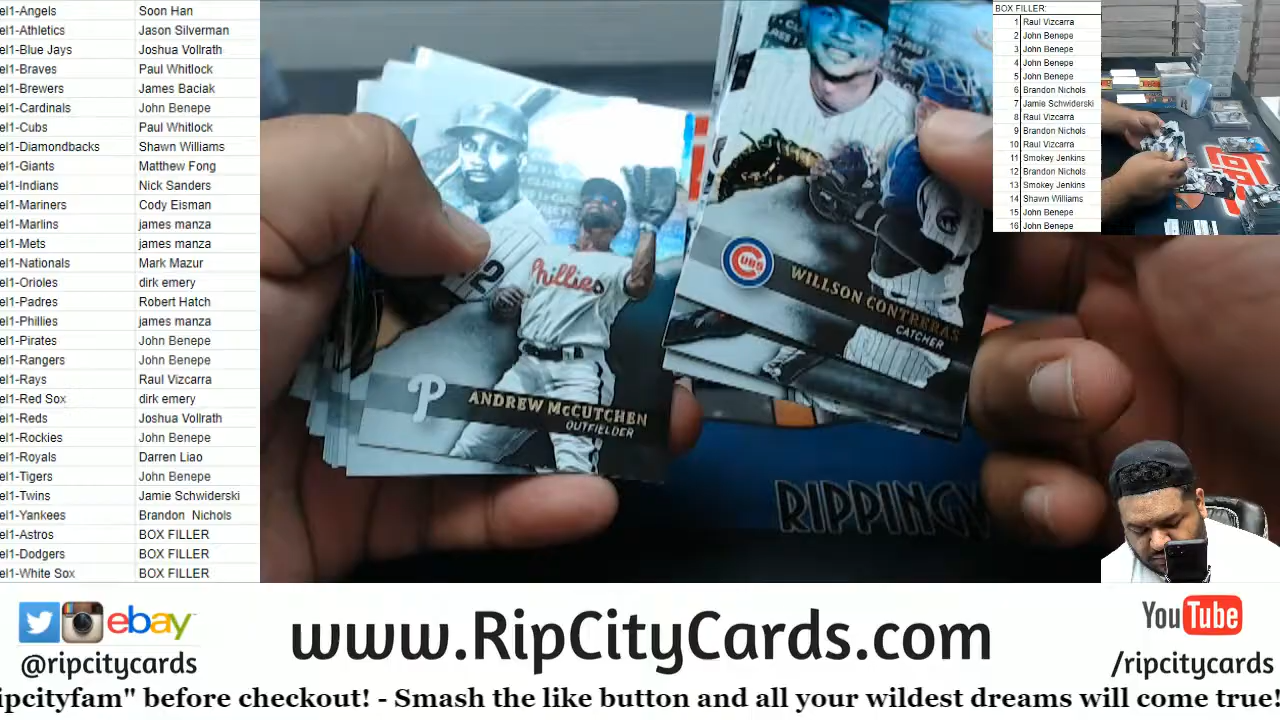 el1-Angels Soon Han
el1-Athletics Jason Silverman
el1-Blue Jays Joshua Vollrath
el1-Braves Paul Whitlock
el1-Brewers James Baciak
el1-Cardinals John Benepe
el1-Cubs Paul Whitlock
el1-Diamondbacks Shawn Williams
el1-Giants Matthew Fong
el1-Indians Nick Sanders
el1-Mariners Cody Eisman
el1-Marlins james manza
el1-Mets james manza
el1-Nationals Mark Mazur
el1-Orioles dirk emery
el1-Padres Robert Hatch
el1-Phillies james manza
el1-Pirates John Benepe
el1-Rangers John Benepe
el1-Rays Raul Vizcarra
el1-Red Sox dirk emery
el1-Reds Joshua Vollrath
el1-Rockies John Benepe
el1-Royals Darren Liao
el1-Tigers John Benepe
el1-Twins Jamie Schwiderski
el1-Yankees Brandon Nichols
el1-Astros BOX FILLER
el1-Dodgers BOX FILLER
el1-White Sox BOX FILLER
Phillies
P
ANDREW McCUTCHEN
OUTFIELDER
CUBS
WILLSON CONTRERAS
CATCHER
RIPPING
BOX FILLER:
1 Raul Vizcarra
2 John Benepe
3 John Benepe
4 John Benepe
5 John Benepe
6 Brandon Nichols
7 Jamie Schwiderski
8 Raul Vizcarra
9 Brandon Nichols
10 Raul Vizcarra
11 Smokey Jenkins
12 Brandon Nichols
13 Smokey Jenkins
14 Shawn Williams
15 John Benepe
16 John Benepe
ebay
@ripcitycards
www.RipCityCards.com
YouTube
/ripcitycards
ipcityfam" before checkout! - Smash the like button and all your wildest dreams will come true!